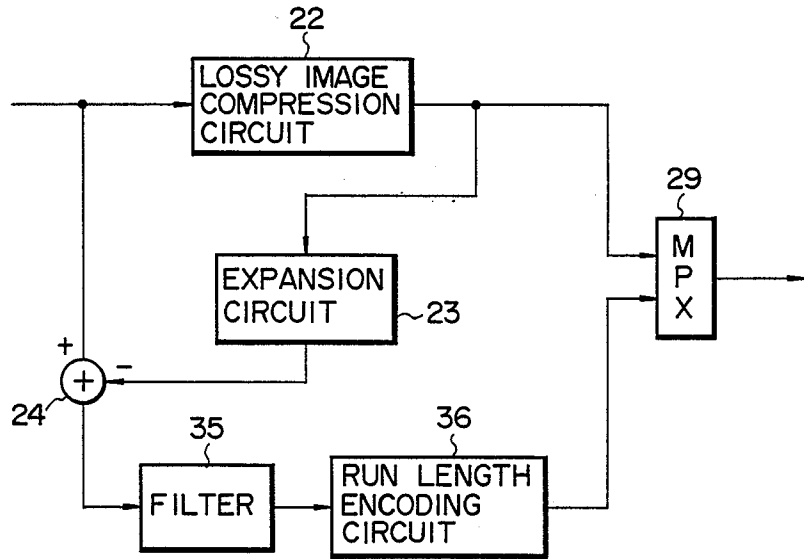 22
LOSSY IMAGE
COMPRESSION
CIRCUIT
29
M
P
X
EXPANSION
CIRCUIT
23
+
−
+
24
35
36
FILTER
RUN LENGTH
ENCODING
CIRCUIT